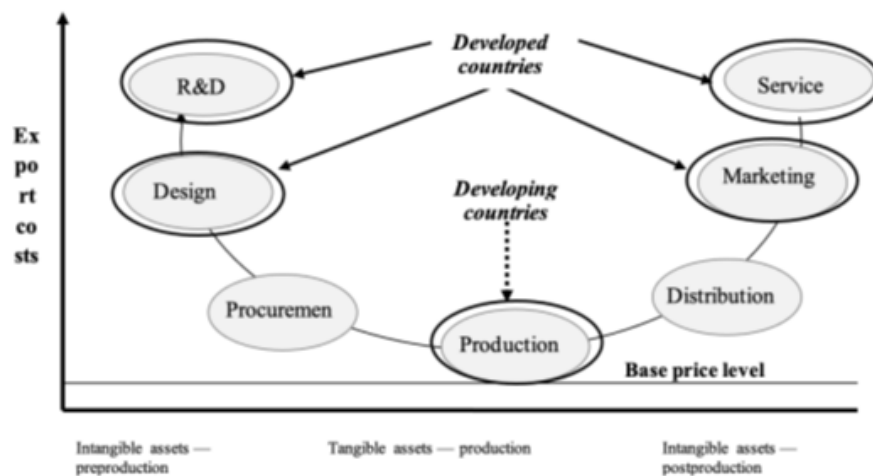 Developed
countries
R&D
Service
Ex
po
rt
co
sts
Design
Marketing
Developing
countries
Procuremen
Distribution
Production
Base price level
Intangible assets —
preproduction
Tangible assets — production
Intangible assets —
postproduction